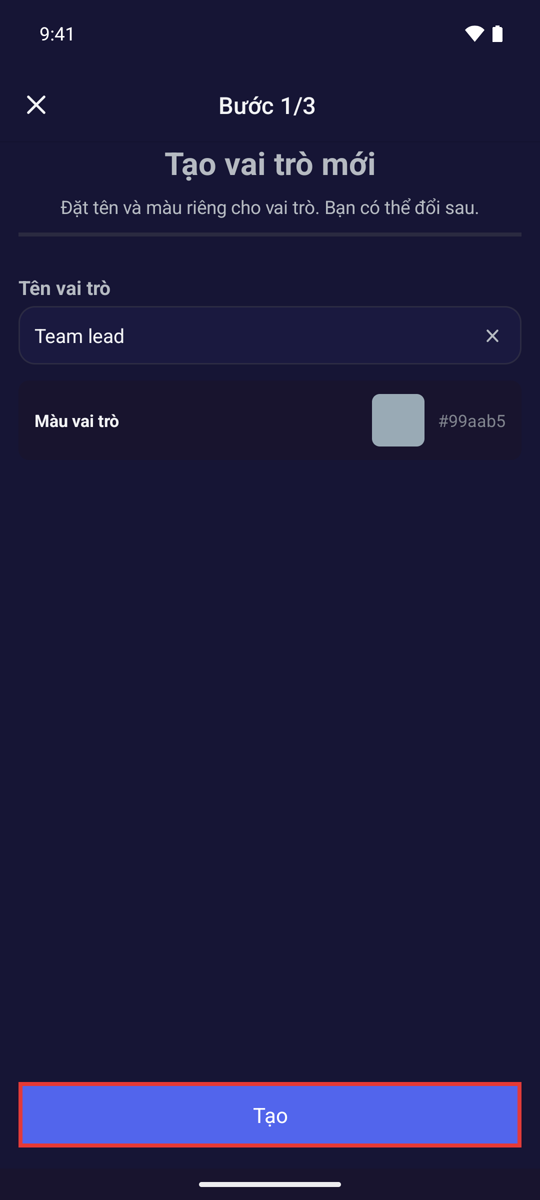 9:41
Bước 1/3
Tạo vai trò mới
Đặt tên và màu riêng cho vai trò. Bạn có thể đổi sau.
Tên vai trò
Team lead
Màu vai trò
#99aab5
Tạo